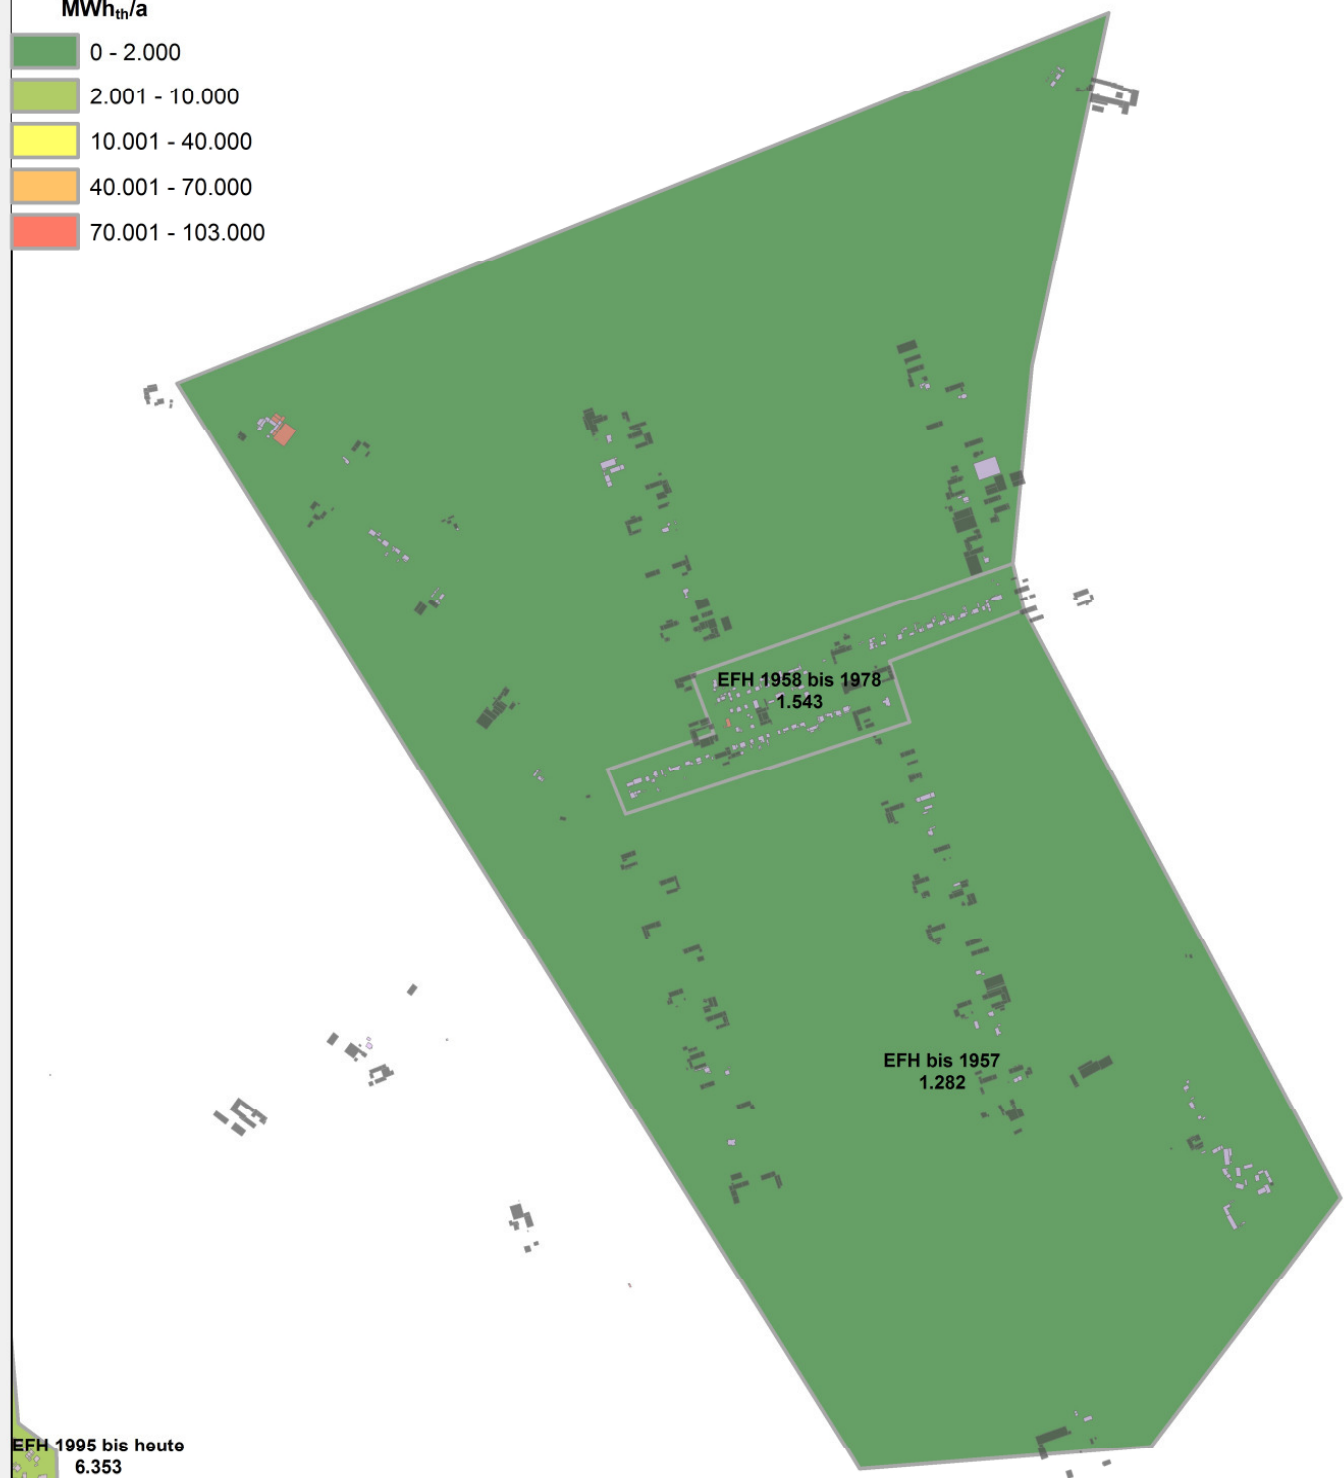 MWhth/a
0 - 2.000
2.001 - 10.000
10.001 - 40.000
40.001 - 70.000
70.001 - 103.000
EFH 1958 bis 1978
1.543
EFH bis 1957
1.282
EFH 1995 bis heute
6.353